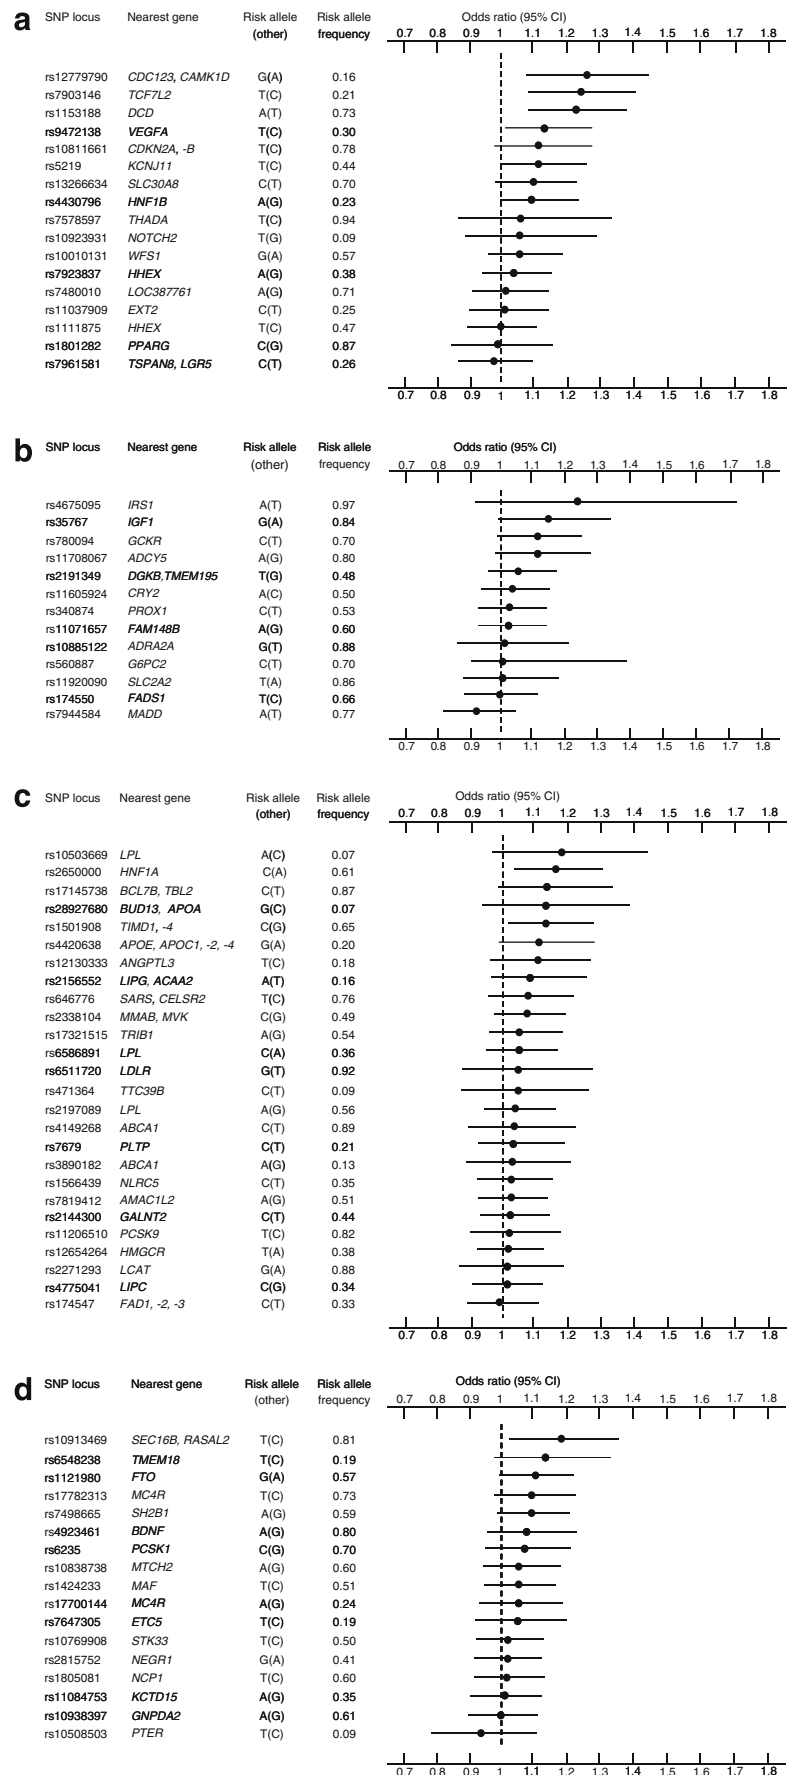 a SNP locus Nearest gene Risk allele Risk allele Odds ratio (95% CI)
(other) frequency 0.7 0.8 0.9 1 1.1 1.2 1.3 1.4 1.5 1.6 1.7 1.8
rs12779790 CDC123, CAMK1D G(A) 0.16
rs7903146 TCF7L2 T(C) 0.21
rs1153188 DCD A(T) 0.73
rs9472138 VEGFA T(C) 0.30
rs10811661 CDKN2A, -B T(C) 0.78
rs5219 KCNJ11 T(C) 0.44
rs13266634 SLC30A8 C(T) 0.70
rs4430796 HNF1B A(G) 0.23
rs7578597 THADA T(C) 0.94
rs10923931 NOTCH2 T(G) 0.09
rs10010131 WFS1 G(A) 0.57
rs7923837 HHEX A(G) 0.38
rs7480010 LOC387761 A(G) 0.71
rs11037909 EXT2 C(T) 0.25
rs1111875 HHEX T(C) 0.47
rs1801282 PPARG C(G) 0.87
rs7961581 TSPAN8, LGR5 C(T) 0.26
0.7 0.8 0.9 1 1.1 1.2 1.3 1.4 1.5 1.6 1.7 1.8
b SNP locus Nearest gene Risk allele Risk allele Odds ratio (95% CI)
(other) frequency 0.7 0.8 0.9 1 1.1 1.2 1.3 1.4 1.5 1.6 1.7 1.8
rs4675095 IRS1 A(T) 0.97
rs35767 IGF1 G(A) 0.84
rs780094 GCKR C(T) 0.70
rs11708067 ADCY5 A(G) 0.80
rs2191349 DGKB,TMEM195 T(G) 0.48
rs11605924 CRY2 A(C) 0.50
rs340874 PROX1 C(T) 0.53
rs11071657 FAM148B A(G) 0.60
rs10885122 ADRA2A G(T) 0.88
rs560887 G6PC2 C(T) 0.70
rs11920090 SLC2A2 T(A) 0.86
rs174550 FADS1 T(C) 0.66
rs7944584 MADD A(T) 0.77
0.7 0.8 0.9 1 1.1 1.2 1.3 1.4 1.5 1.6 1.7 1.8
c SNP locus Nearest gene Risk allele Risk allele Odds ratio (95% CI)
(other) frequency 0.7 0.8 0.9 1 1.1 1.2 1.3 1.4 1.5 1.6 1.7 1.8
rs10503669 LPL A(C) 0.07
rs2650000 HNF1A C(A) 0.61
rs17145738 BCL7B, TBL2 C(T) 0.87
rs28927680 BUD13, APOA G(C) 0.07
rs1501908 TIMD1, -4 C(G) 0.65
rs4420638 APOE, APOC1, -2, -4 G(A) 0.20
rs12130333 ANGPTL3 T(C) 0.18
rs2156552 LIPG, ACAA2 A(T) 0.16
rs646776 SARS, CELSR2 T(C) 0.76
rs2338104 MMAB, MVK C(G) 0.49
rs17321515 TRIB1 A(G) 0.54
rs6586891 LPL C(A) 0.36
rs6511720 LDLR G(T) 0.92
rs471364 TTC39B C(T) 0.09
rs2197089 LPL A(G) 0.56
rs4149268 ABCA1 C(T) 0.89
rs7679 PLTP C(T) 0.21
rs3890182 ABCA1 A(G) 0.13
rs1566439 NLRC5 C(T) 0.35
rs7819412 AMAC1L2 A(G) 0.51
rs2144300 GALNT2 C(T) 0.44
rs11206510 PCSK9 T(C) 0.82
rs12654264 HMGCR T(A) 0.38
rs2271293 LCAT G(A) 0.88
rs4775041 LIPC C(G) 0.34
rs174547 FAD1, -2, -3 C(T) 0.33
0.7 0.8 0.9 1 1.1 1.2 1.3 1.4 1.5 1.6 1.7 1.8
d SNP locus Nearest gene Risk allele Risk allele Odds ratio (95% CI)
(other) frequency 0.7 0.8 0.9 1 1.1 1.2 1.3 1.4 1.5 1.6 1.7 1.8
rs10913469 SEC16B, RASAL2 T(C) 0.81
rs6548238 TMEM18 T(C) 0.19
rs1121980 FTO G(A) 0.57
rs17782313 MC4R T(C) 0.73
rs7498665 SH2B1 A(G) 0.59
rs4923461 BDNF A(G) 0.80
rs6235 PCSK1 C(G) 0.70
rs10838738 MTCH2 A(G) 0.60
rs1424233 MAF T(C) 0.51
rs17700144 MC4R A(G) 0.24
rs7647305 ETC5 T(C) 0.19
rs10769908 STK33 T(C) 0.50
rs2815752 NEGR1 G(A) 0.41
rs1805081 NCP1 T(C) 0.60
rs11084753 KCTD15 A(G) 0.35
rs10938397 GNPDA2 A(G) 0.61
rs10508503 PTER T(C) 0.09
0.7 0.8 0.9 1 1.1 1.2 1.3 1.4 1.5 1.6 1.7 1.8